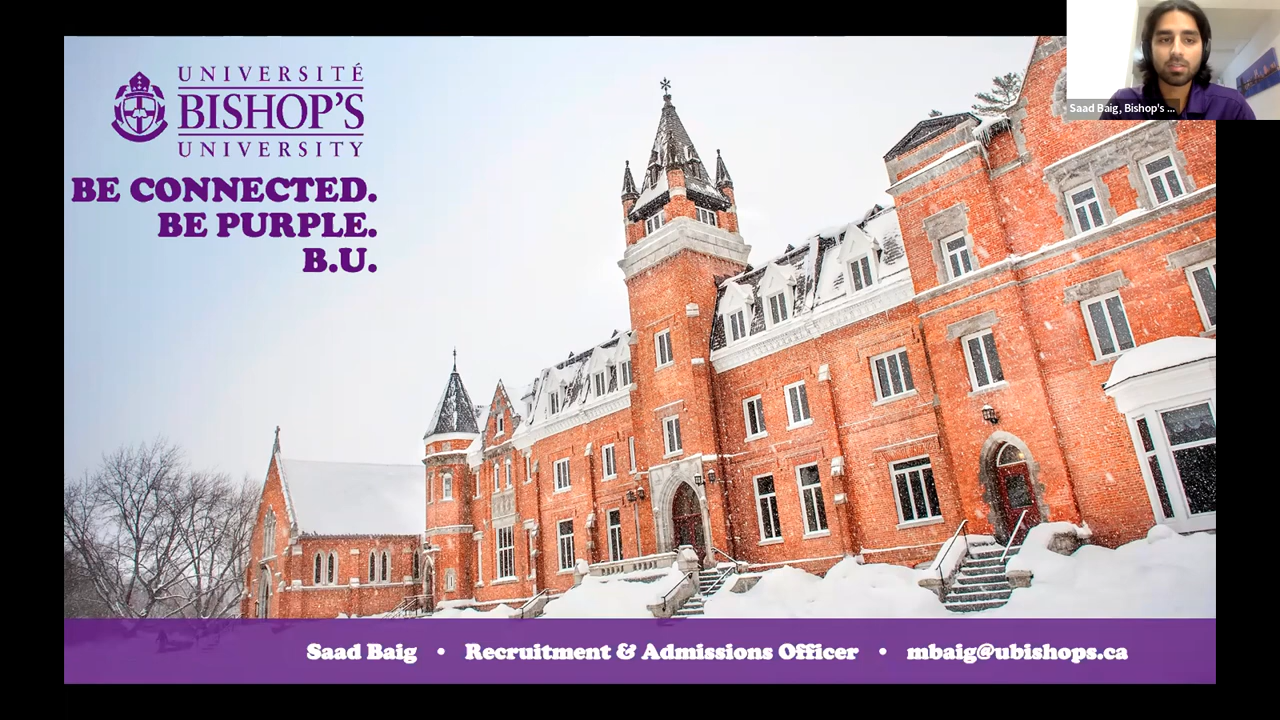 UNIVERSITÉ
BISHOP'S
UNIVERSITY
BE CONNECTED.
BE PURPLE.
B.U.
Saad Baig, Bishop's ...
Saad Baig • Recruitment & Admissions Officer • mbaig@ubishops.ca